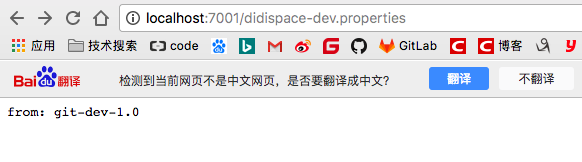 localhost:7001/didispace-dev.properties
应用 技术搜索 code GitLab C C 博客
Bai du 翻译 检测到当前网页不是中文网页，是否要翻译成中文? 翻译 不翻译
from: git-dev-1.0